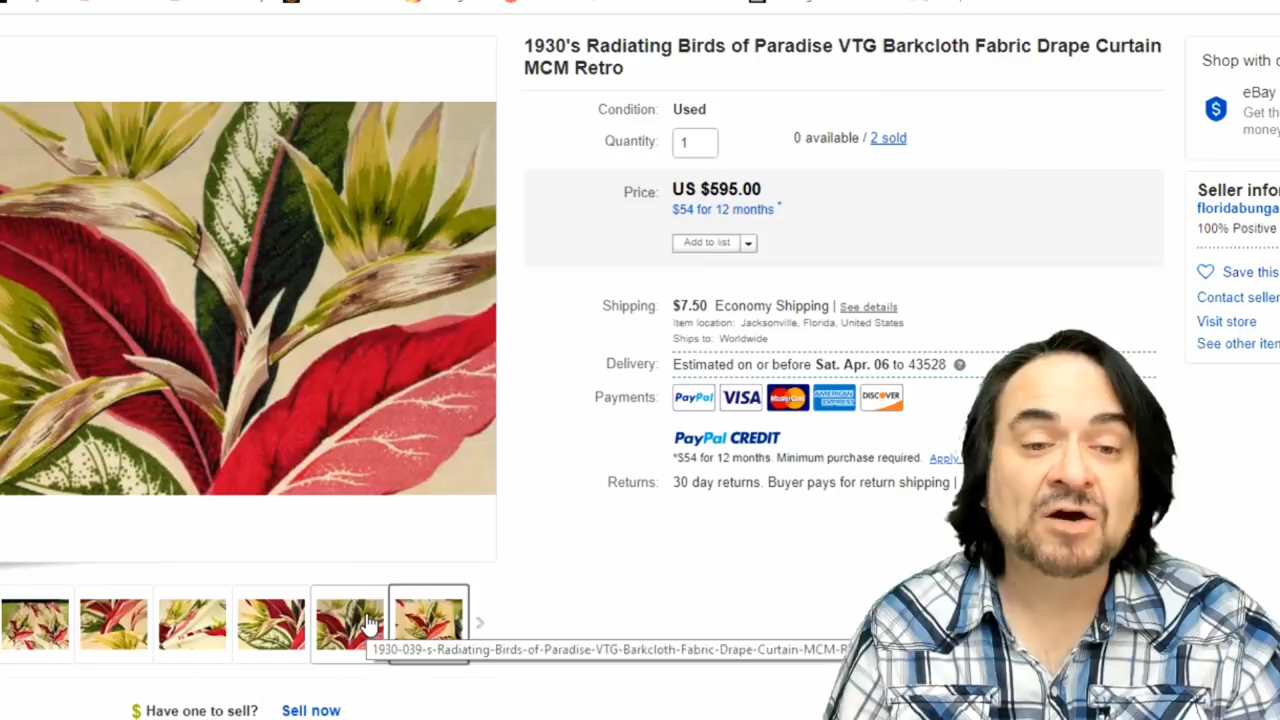 1930's Radiating Birds of Paradise VTG Barkcloth Fabric Drape Curtain
MCM Retro
Condition: Used
Quantity: 1
0 available / 2 sold
Price: US $595.00
$54 for 12 months *
Add to list
Shipping: $7.50 Economy Shipping | See details
Item location: Jacksonville, Florida, United States
Ships to: Worldwide
Delivery: Estimated on or before Sat. Apr. 06 to 43528 ?
Payments: PayPal VISA MasterCard AMERICAN EXPRESS DISCOVER
PayPal CREDIT
*$54 for 12 months. Minimum purchase required. Apply
Returns: 30 day returns. Buyer pays for return shipping |
Shop with
eBay
$
Get th
money
Seller info
floridabunga
100% Positive
Save this
Contact seller
Visit store
See other iten
1930-039-s-Radiating-Birds-of-Paradise-VTG-Barkcloth-Fabric-Drape-Curtain-MCM-R
$ Have one to sell? Sell now